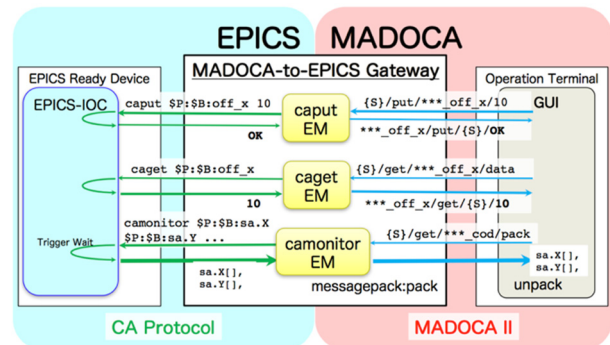 EPICS MADOCA
EPICS Ready Device
MADOCA-to-EPICS Gateway
Operation Terminal
EPICS-IOC
caput $P:$B:off_x 10
OK
caput
EM
{S}/put/***_off_x/10
***_off_x/put/{S}/OK
GUI
caget $P:$B:off_x
10
caget
EM
{S}/get/***_off_x/data
***_off_x/get/{S}/10
camonitor $P:$B:sa.X
$P:$B:sa.Y ...
Trigger Wait
sa.X[],
sa.Y[],
camonitor
EM
{S}/get/***_cod/pack
messagepack:pack
sa.X[],
sa.Y[],
unpack
CA Protocol
MADOCA II